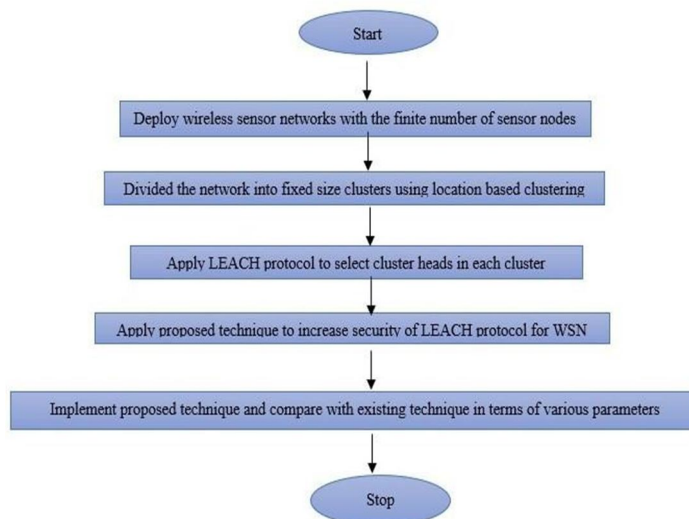 Start
Deploy wireless sensor networks with the finite number of sensor nodes
Divided the network into fixed size clusters using location based clustering
Apply LEACH protocol to select cluster heads in each cluster
Apply proposed technique to increase security of LEACH protocol for WSN
Implement proposed technique and compare with existing technique in terms of various parameters
Stop